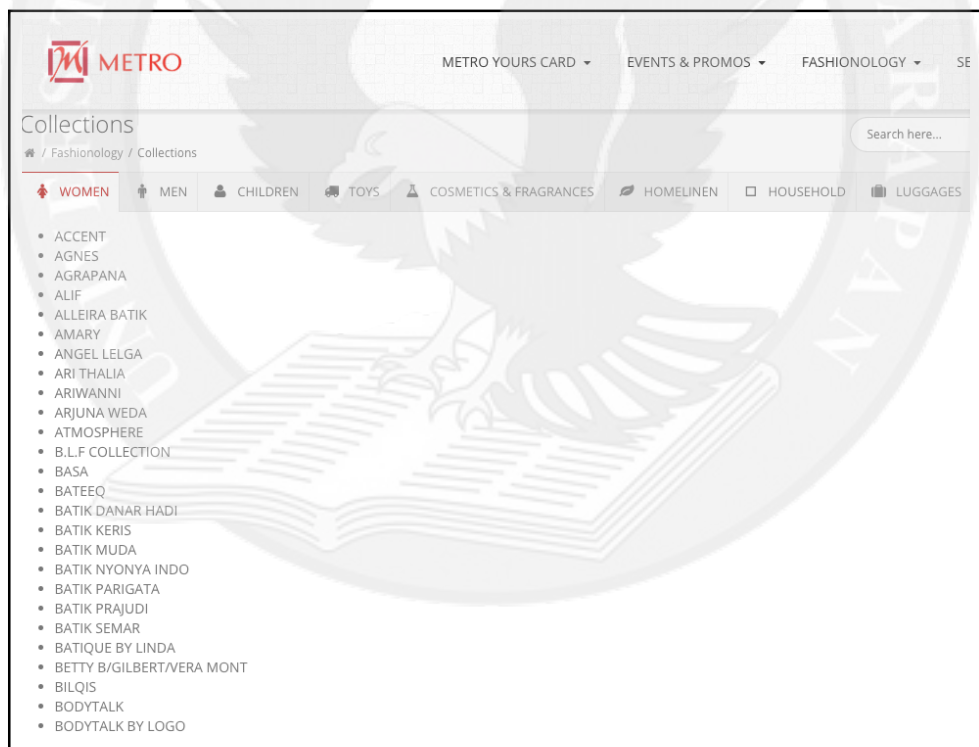 METRO METRO YOURS CARD EVENTS & PROMOS FASHIONOLOGY SE
Collections
Search here...
/ Fashionology / Collections
WOMEN MEN CHILDREN TOYS COSMETICS & FRAGRANCES HOMELINEN HOUSEHOLD LUGGAGES
• ACCENT
• AGNES
• AGRAPANA
• ALIF
• ALLEIRA BATIK
• AMARY
• ANGEL LELGA
• ARI THALIA
• ARIWANNI
• ARJUNA WEDA
• ATMOSPHERE
• B.L.F COLLECTION
• BASA
• BATEEQ
• BATIK DANAR HADI
• BATIK KERIS
• BATIK MUDA
• BATIK NYONYA INDO
• BATIK PARIGATA
• BATIK PRAJUDI
• BATIK SEMAR
• BATIQUE BY LINDA
• BETTY B/GILBERT/VERA MONT
• BILQIS
• BODYTALK
• BODYTALK BY LOGO